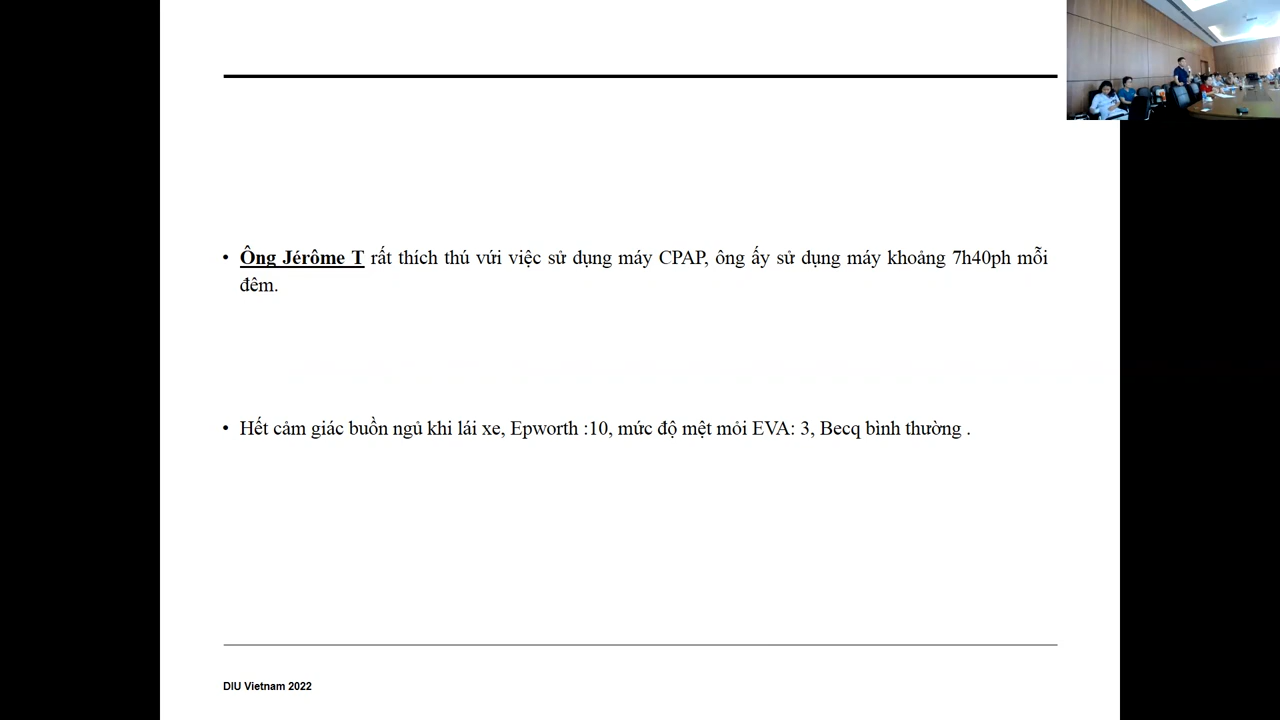 • Ông Jérôme T rất thích thú vứi việc sử dụng máy CPAP, ông ấy sử dụng máy khoảng 7h40ph mỗi
đêm.
• Hết cảm giác buồn ngủ khi lái xe, Epworth :10, mức độ mệt mỏi EVA: 3, Becq bình thường .
DIU Vietnam 2022